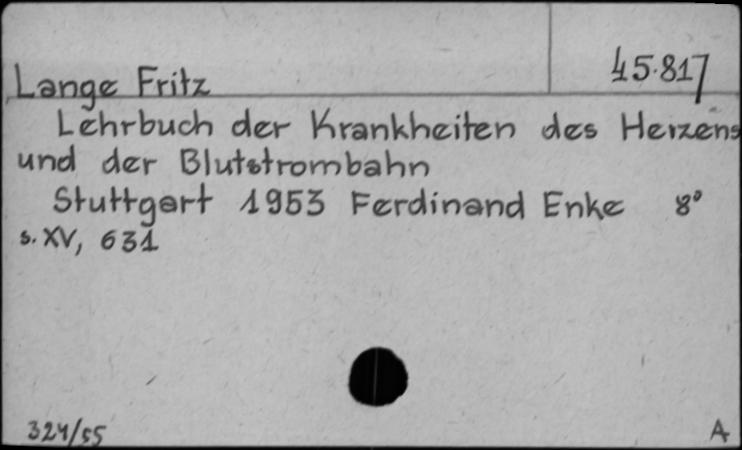 45.817
Lange Fritz
Lehrbuch der Krankheiten des Herzens
und der Blutstrombahn
Stuttgart 1953 Ferdinand Enke 8°
s. XV, 631
324/55 A